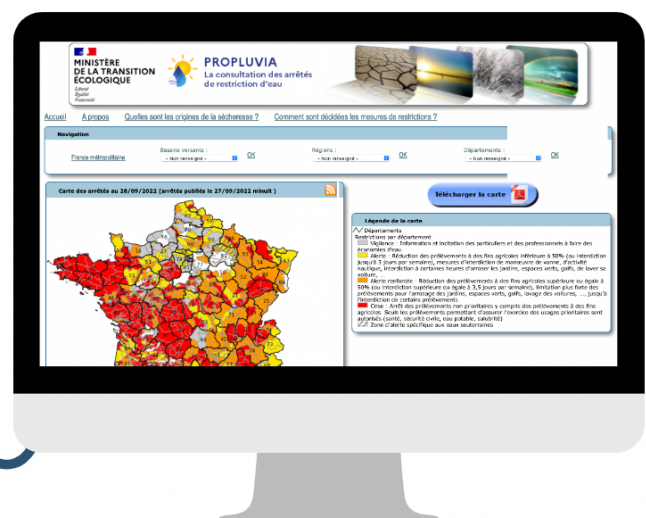 MINISTÈRE
DE LA TRANSITION
ÉCOLOGIQUE
Liberté
Égalité
Fraternité
PROPLUVIA
La consultation des arrêtés
de restriction d'eau
Accueil A propos Quelles sont les origines de la sécheresse ? Comment sont décidées les mesures de restrictions ?
Navigation
France métropolitaine
Bassins versants :
- Non renseigné -
OK
Régions :
- Non renseigné -
OK
Départements :
- Non renseigné -
OK
Carte des arrêtés au 28/09/2022 (arrêtés publiés le 27/09/2022 minuit )
Télécharger la carte
Légende de la carte
Départements
Restrictions par département
Vigilance : Information et incitation des particuliers et des professionnels à faire des
économies d'eau
Alerte : Réduction des prélèvements à des fins agricoles inférieure à 50% (ou interdiction
jusqu'à 3 jours par semaine), mesures d'interdiction de manœuvre de vanne, d'activité
nautique, interdiction à certaines heures d'arroser les jardins, espaces verts, golfs, de laver sa
voiture, ...
Alerte renforcée : Réduction des prélèvements à des fins agricoles supérieure ou égale à
50% (ou interdiction supérieure ou égale à 3,5 jours par semaine), limitation plus forte des
prélèvements pour l'arrosage des jardins, espaces verts, golfs, lavage des voitures, ..., jusqu'à
l'interdiction de certains prélèvements
Crise : Arrêt des prélèvements non prioritaires y compris des prélèvements à des fins
agricoles. Seuls les prélèvements permettant d'assurer l'exercice des usages prioritaires sont
autorisés (santé, sécurité civile, eau potable, salubrité)
Zone d'alerte spécifique aux eaux souterraines